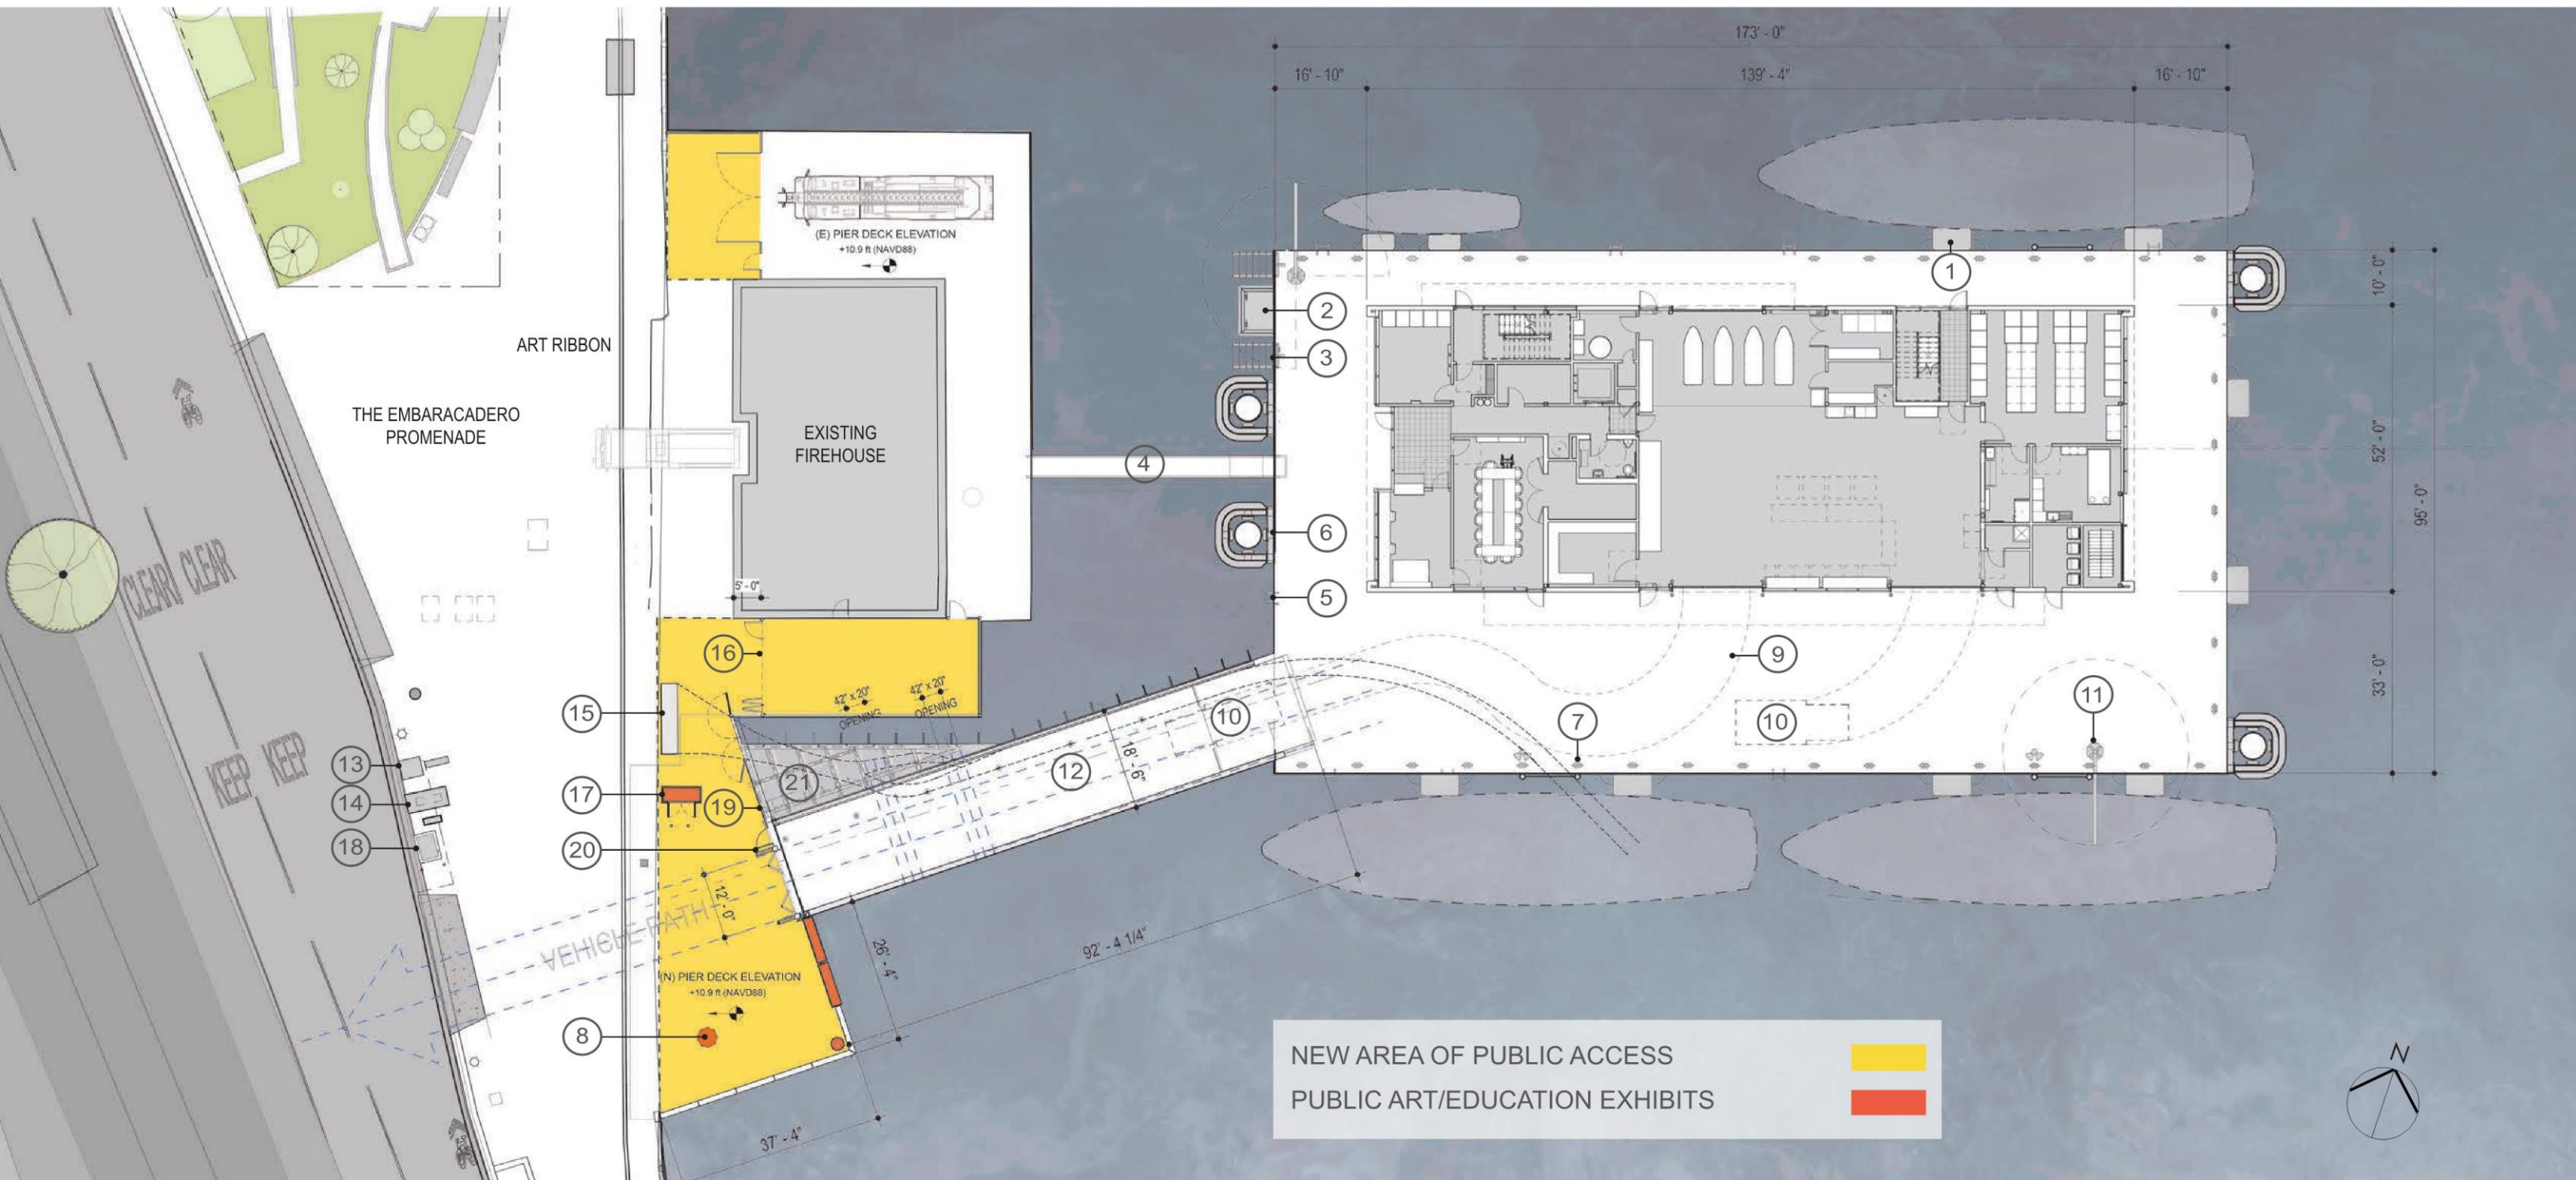 173' - 0"
16' - 10"
139' - 4"
16' - 10"
(E) PIER DECK ELEVATION
+10.9 ft (NAVD88)
1
10' - 0"
2
ART RIBBON
3
THE EMBARACADERO
PROMENADE
EXISTING
FIREHOUSE
4
52' - 0"
95' - 0"
6
CLEAR CLEAR
5' - 0"
5
16
9
33' - 0"
42" x 20"
OPENING
42" x 20"
OPENING
15
10
7
10
11
18' - 6"
KEEP KEEP
13
21
12
14
17
19
18
20
12' - 0"
VEHICLE PATH
26' - 4"
92' - 4 1/4"
(N) PIER DECK ELEVATION
+10.9 ft (NAVD88)
8
37' - 4"
NEW AREA OF PUBLIC ACCESS
PUBLIC ART/EDUCATION EXHIBITS
N